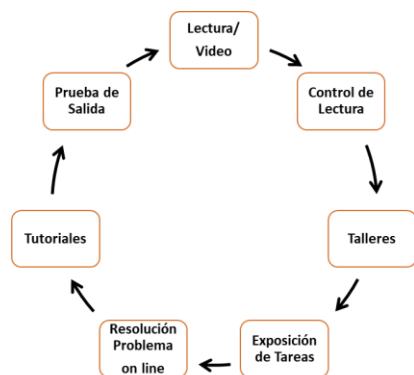 Lectura/
Video
Control de
Lectura
Talleres
Exposición
de Tareas
Resolución
Problema
on line
Tutoriales
Prueba de
Salida